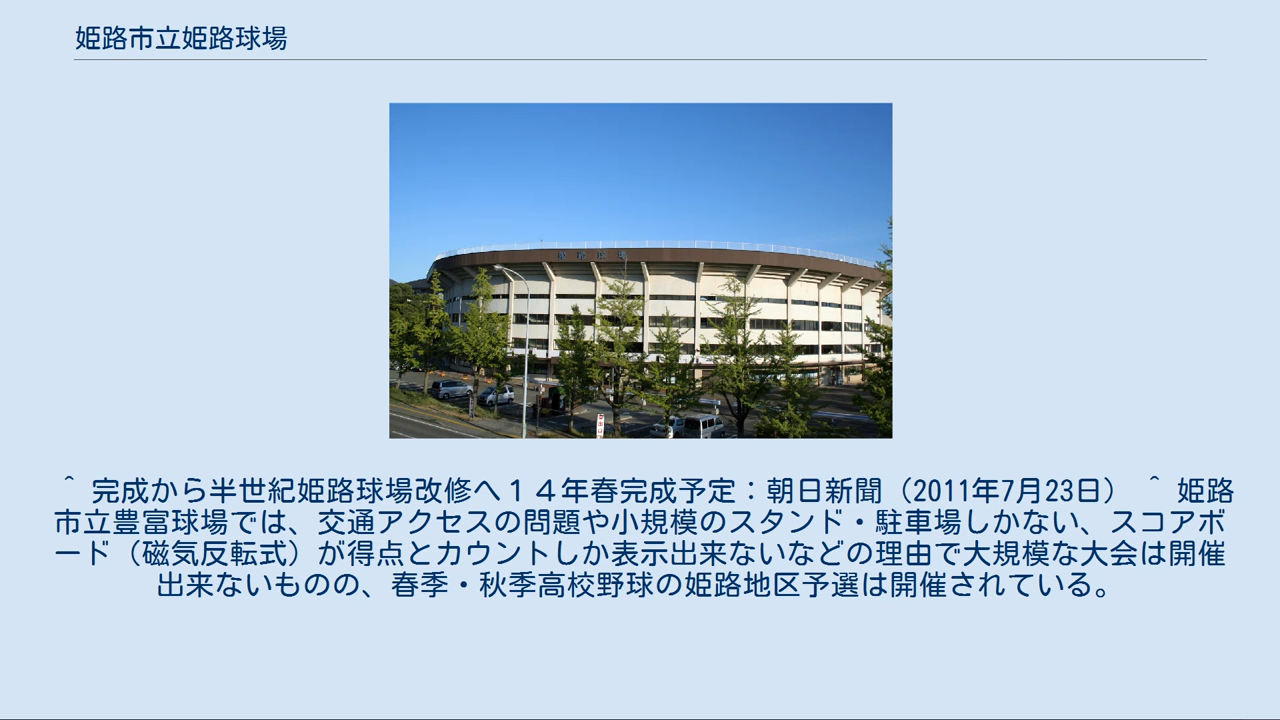 姫路市立姫路球場
姫路球場
＾ 完成から半世紀姫路球場改修へ１４年春完成予定：朝日新聞（2011年7月23日） ＾ 姫路
市立豊富球場では、交通アクセスの問題や小規模のスタンド・駐車場しかない、スコアボ
ード（磁気反転式）が得点とカウントしか表示出来ないなどの理由で大規模な大会は開催
出来ないものの、春季・秋季高校野球の姫路地区予選は開催されている。